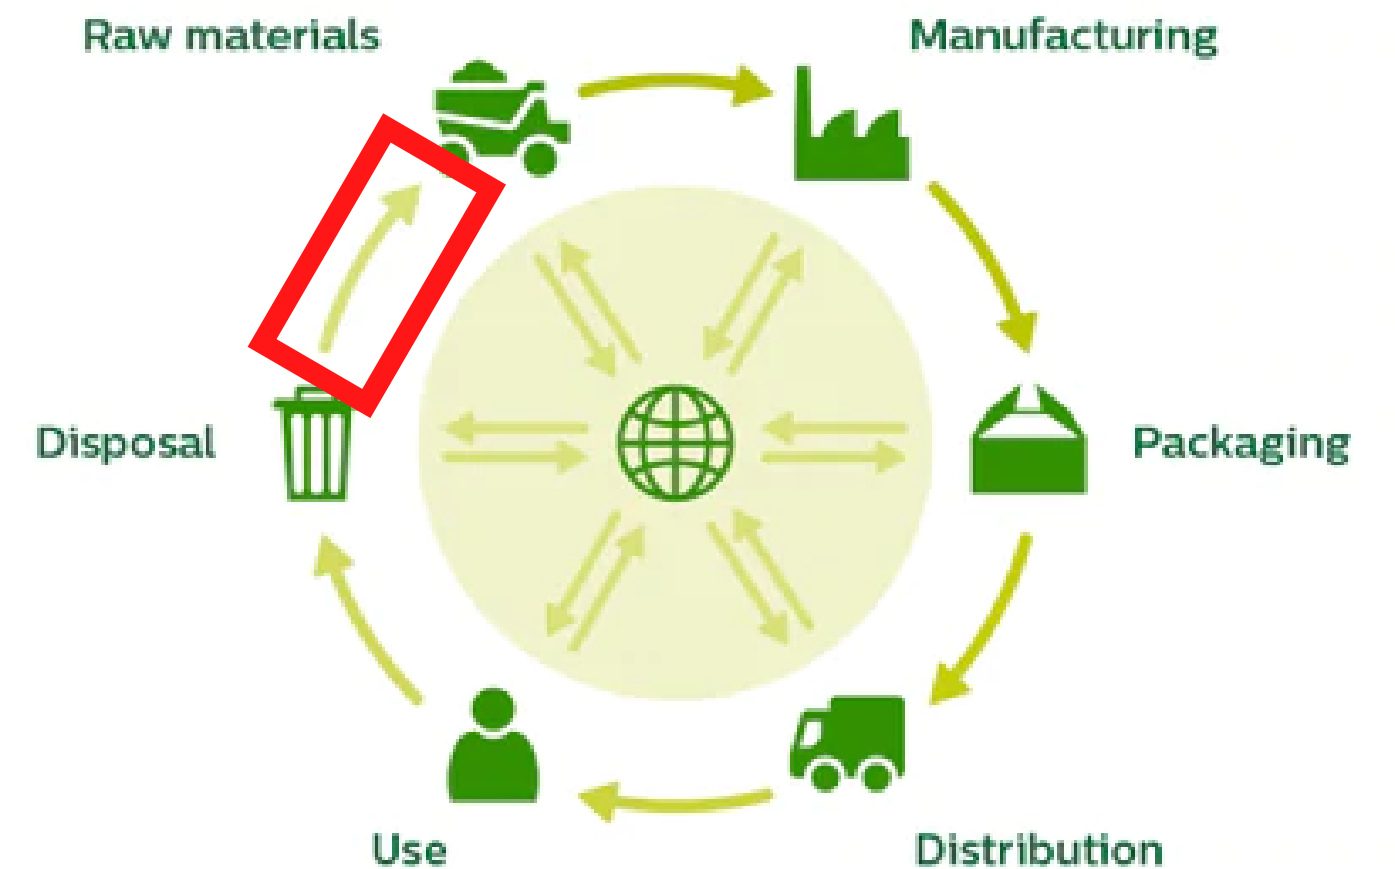 Raw materials
Manufacturing
Disposal
Packaging
Use
Distribution